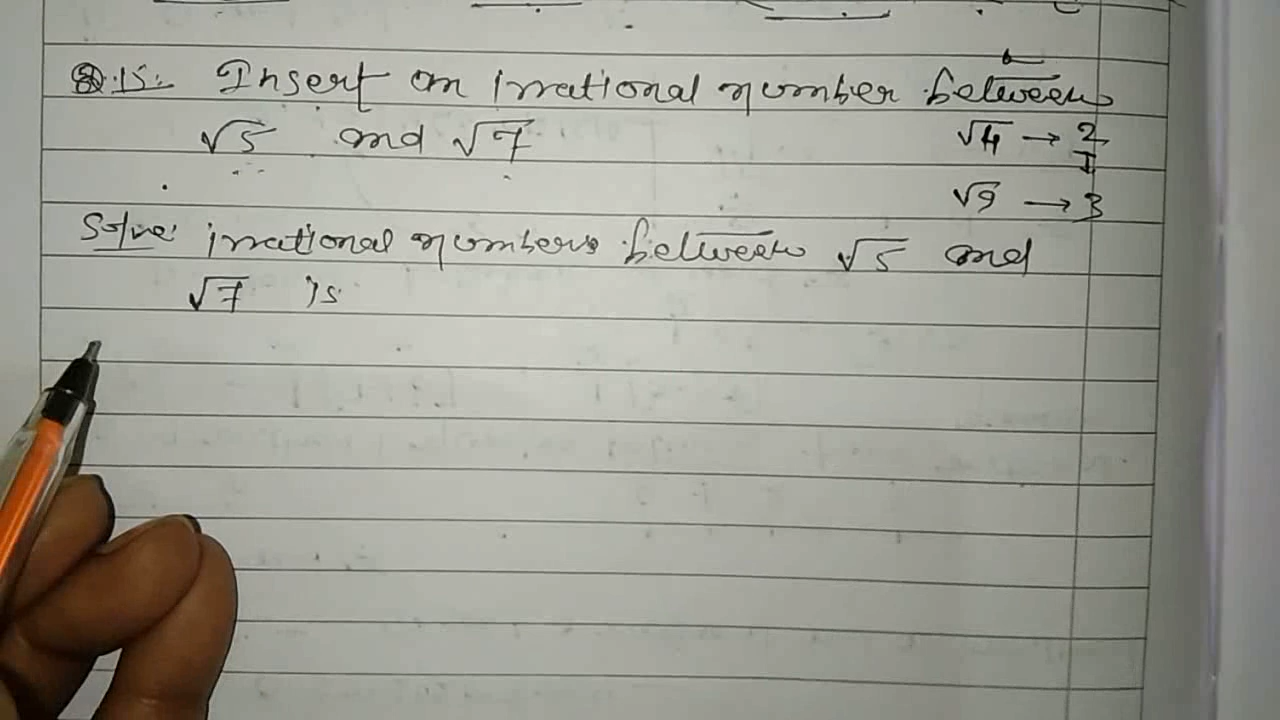 Q.15. Insert an irrational number between
√5 and √7
√4 → 2
√9 → 3
Solve: irrational numbers between √5 and
√7 is